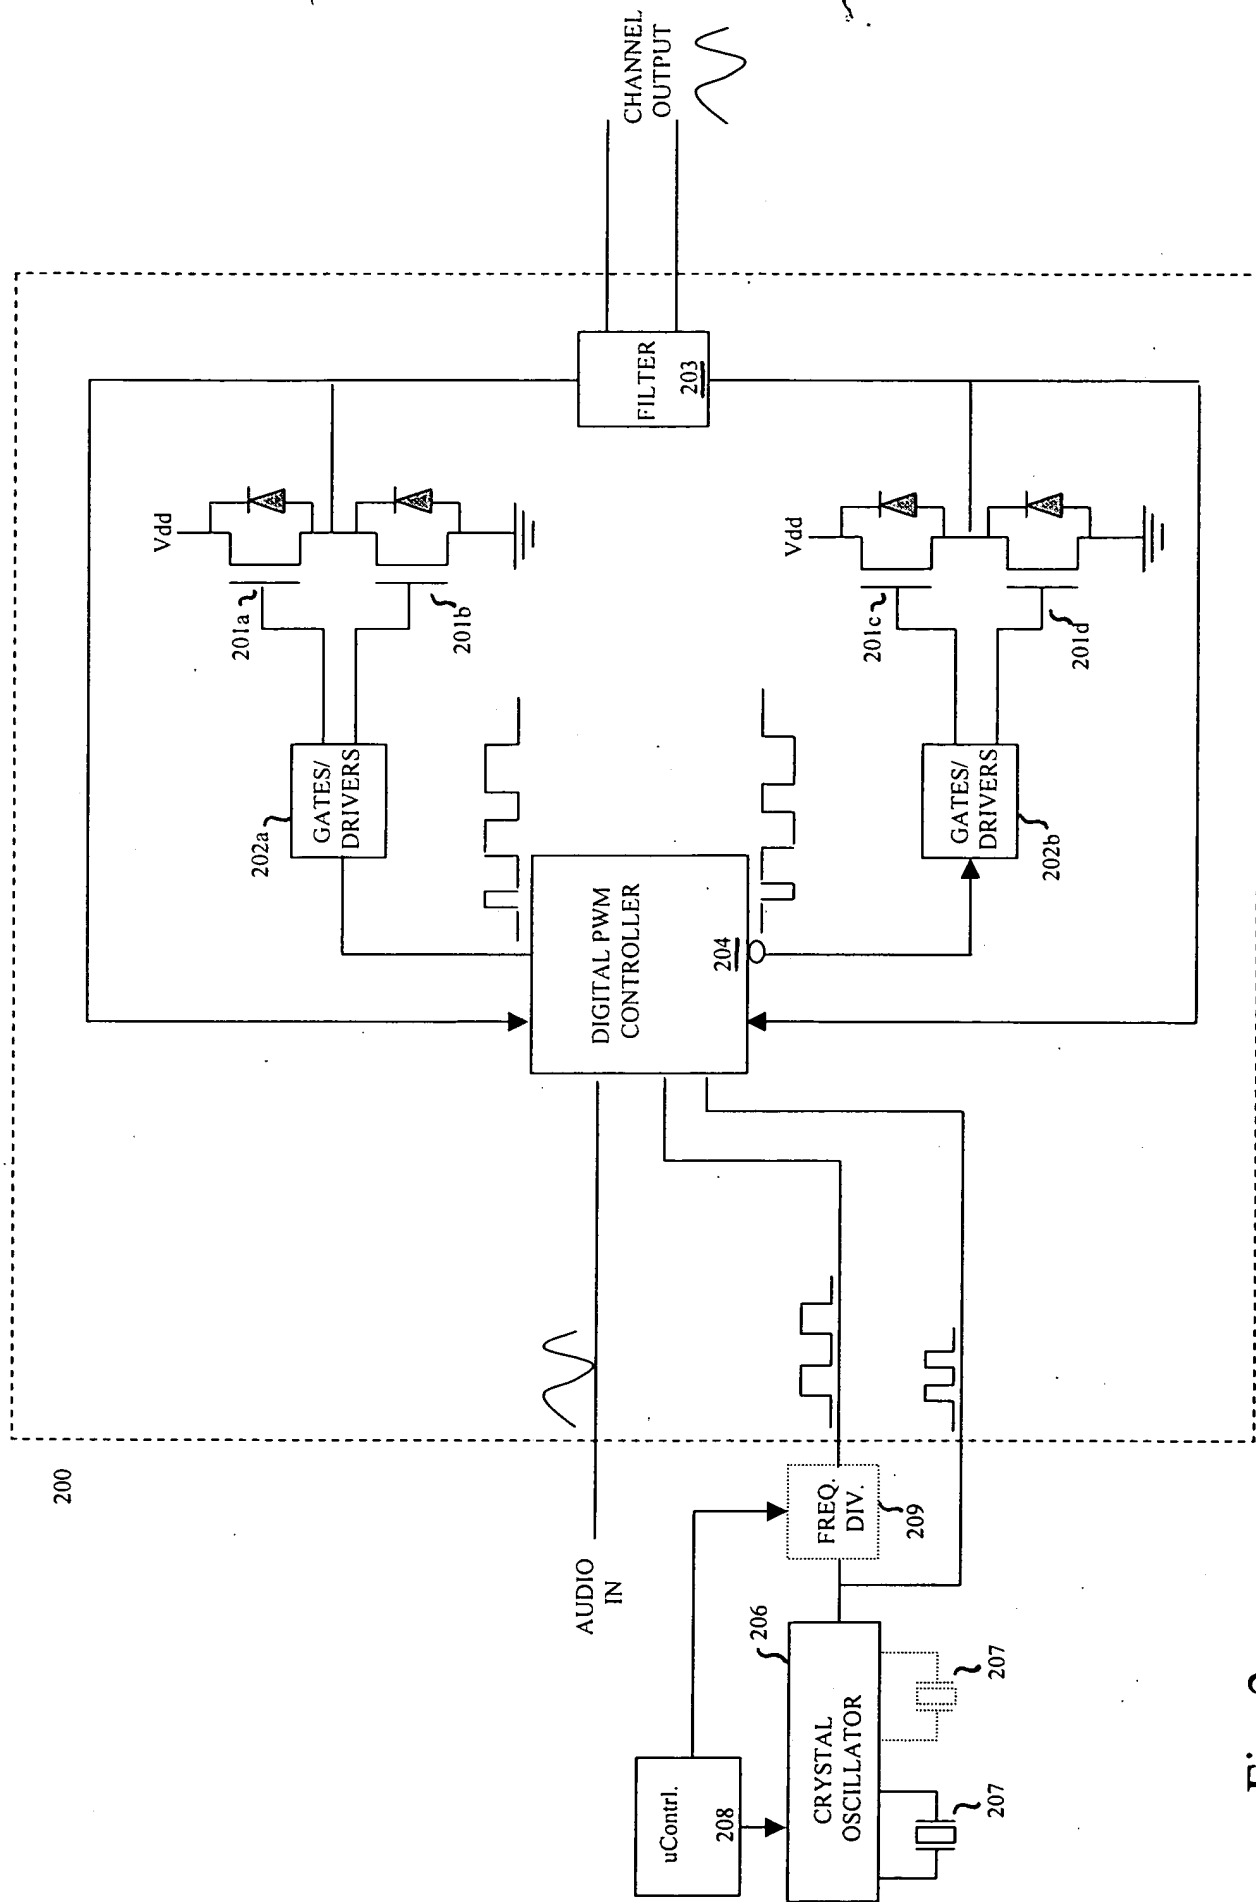 200
CHANNEL
OUTPUT
Vdd
201a
201b
GATES/
DRIVERS
202a
FILTER
203
DIGITAL PWM
CONTROLLER
204
Vdd
201c
201d
GATES/
DRIVERS
202b
AUDIO
IN
uContrl.
208
FREQ.
DIV.
209
206
CRYSTAL
OSCILLATOR
207
207